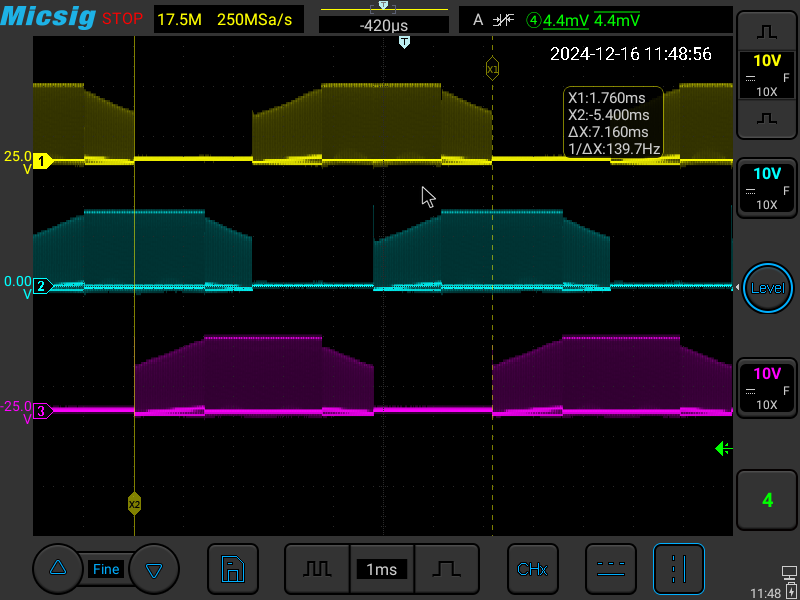 Micsig STOP 17.5M 250MSa/s -420μs A 4 4.4mV 4.4mV
T
2024-12-16 11:48:56
X1
X1:1.760ms
X2:-5.400ms
ΔX:7.160ms
1/ΔX:139.7Hz
10V
F
10X
25.0
V
1
10V
F
10X
0.00
V
2
Level
10V
F
10X
-25.0
V
3
X2
4
Fine
1ms
CHx
11:48